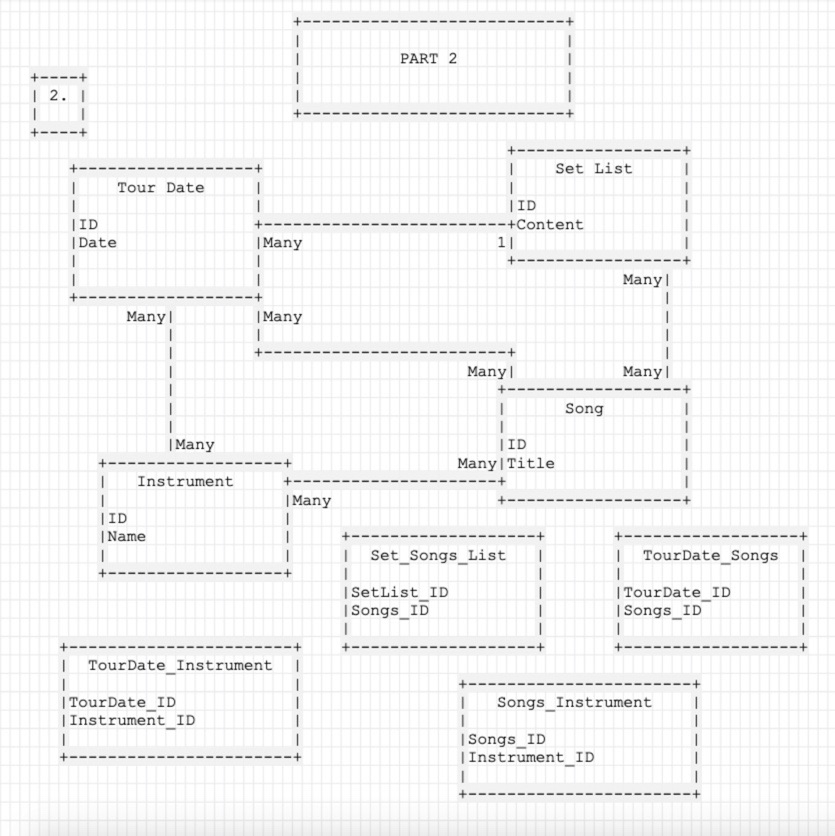 PART 2
2.
Tour Date
ID
Date
Set List
ID
Content
Many 1
Many
Many
Many
Many
Many
Many
Song
ID
Title
Many
Many
Instrument
ID
Name
Set_Songs_List
SetList_ID
Songs_ID
TourDate_Songs
TourDate_ID
Songs_ID
TourDate_Instrument
TourDate_ID
Instrument_ID
Songs_Instrument
Songs_ID
Instrument_ID